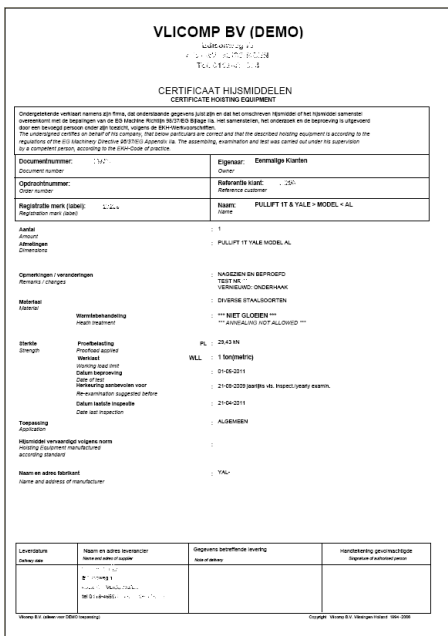 VLICOMP BV (DEMO)
CERTIFICAAT HIJSMIDDELEN
CERTIFICATE HOISTING EQUIPMENT
Ondergetekende verklaart namens zijn firma, dat onderstaande gegevens juist zijn en dat het omschreven hijsmiddel of het hijsmiddel samenstel
overeenkomt met de bepalingen van de EG Machine Richtlijn 98/37/EG Bijlage IIa. Het samenstellen, het onderzoek en de beproeving is uitgevoerd
door een bevoegd persoon onder zijn toezicht, volgens de EKH-Werkvoorschriften.
The undersigned certifies on behalf of his company, that below particulars are correct and that the described hoisting equipment is according to the
regulations of the EG Machinery Directive 98/37/EG Appendix IIa. The assembling, examination and test was carried out under his supervision
by a competent person, according to the EKH-Code of practice.
Documentnummer:
Document number
Eigenaar: Eenmalige Klanten
Owner
Opdrachtnummer:
Order number
Referentie klant:
Reference customer
Registratie merk (label):
Registration mark (label)
Naam: PULLIFT 1T & YALE > MODEL < AL
Name
Aantal : 1
Amount
Afmetingen : PULLIFT 1T YALE MODEL AL
Dimensions
Opmerkingen / veranderingen : NAGEZIEN EN BEPROEFD
Remarks / changes TEST NR.
VERNIEUWD: ONDERHAAK
Materiaal : DIVERSE STAALSOORTEN
Material
Warmtebehandeling : *** NIET GLOEIEN ***
Heath treatment *** ANNEALING NOT ALLOWED ***
Sterkte Proefbelasting PL : 29,43 kN
Strength Proofload applied
Werklast WLL : 1 ton(metric)
Working load limit
Datum beproeving : 01-06-2011
Date of test
Herkeuring aanbevolen voor : 21-08-2009 jaarlijks vis. inspect./yearly examin.
Re-examination suggested before
Datum laatste inspectie : 21-04-2011
Date last inspection
Toepassing : ALGEMEEN
Application
Hijsmiddel vervaardigd volgens norm :
Hoisting Equipment manufactured
according standard
Naam en adres fabrikant : YAL-
Name and address of manufacturer
Leverdatum Naam en adres leverancier Gegevens betreffende levering Handtekening gevolmachtigde
Delivery date Name and adres of supplier Note of delivery Singnature of authorised person
Vlicomp B.V. (alleen voor DEMO toepassing) Copyright Vlicomp B.V. Vlissingen Holland 1994-2006